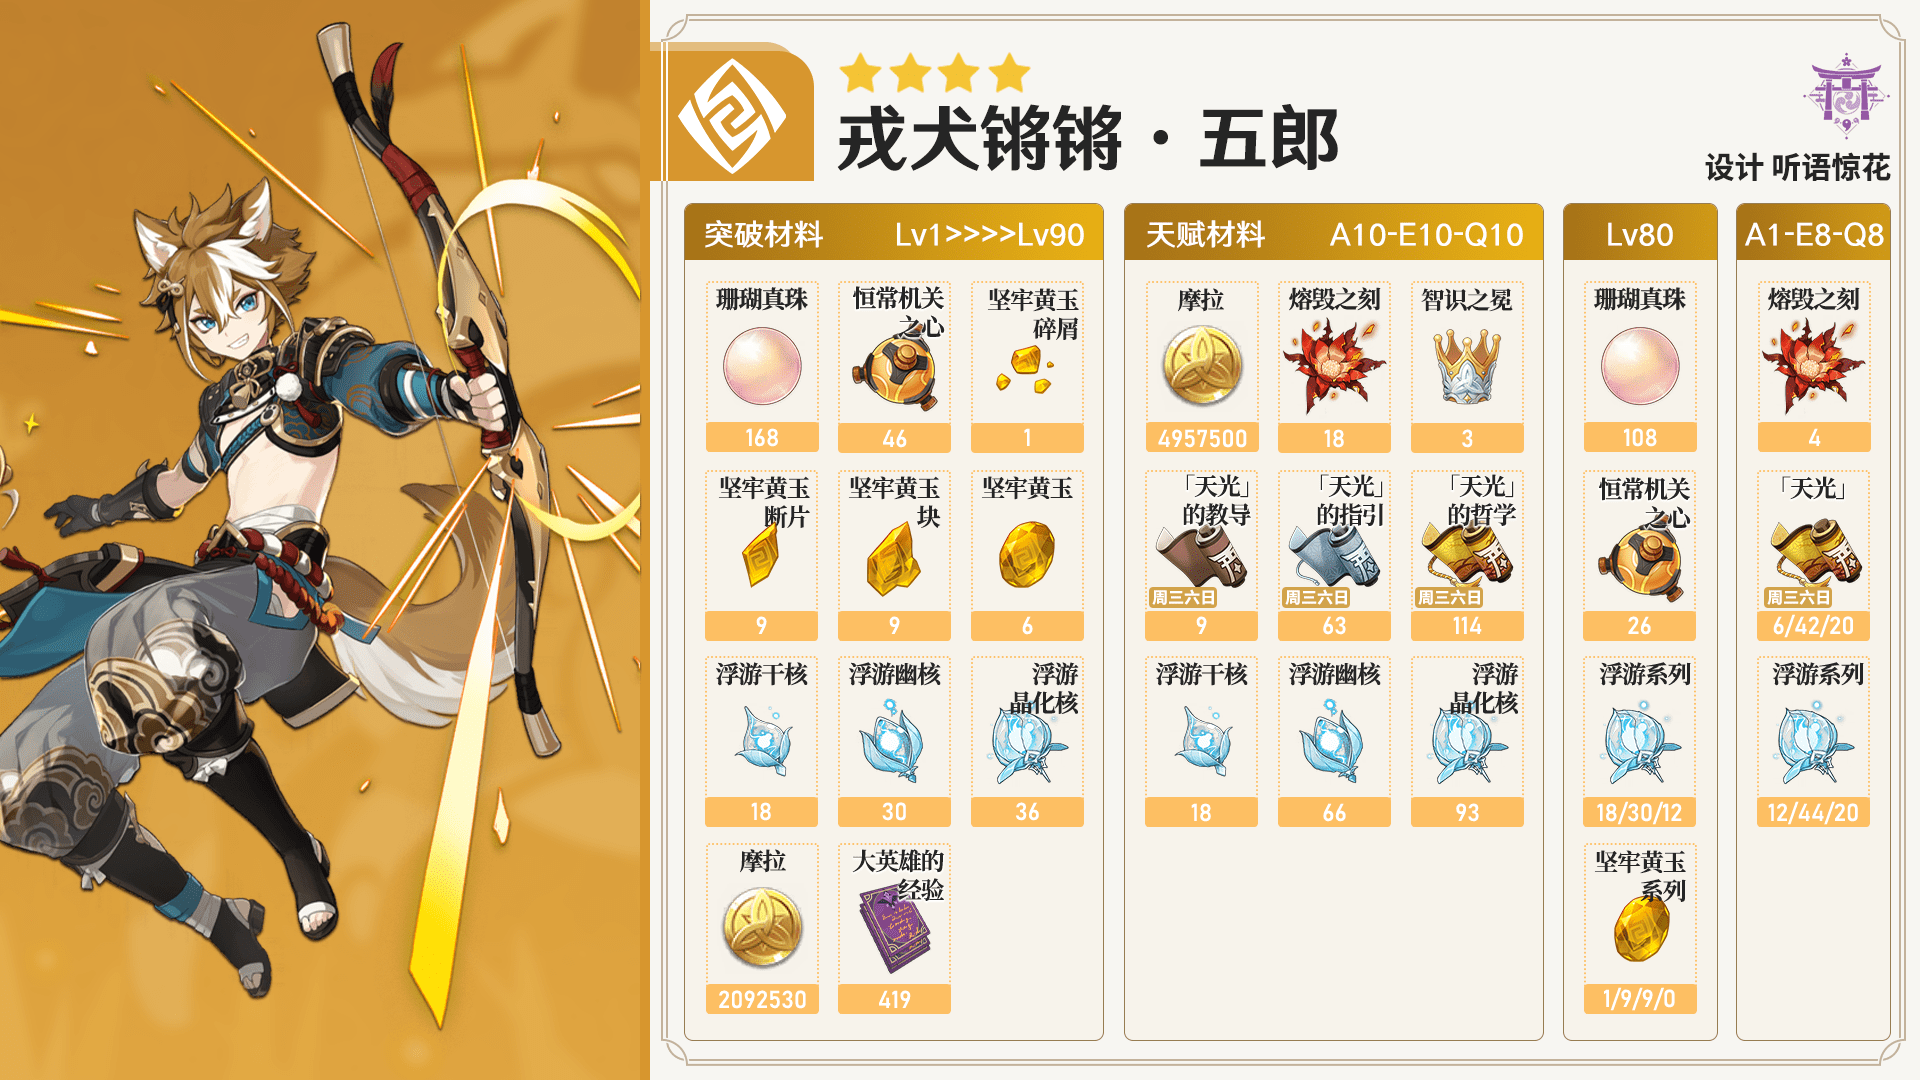 戎犬锵锵·五郎
设计 听语惊花
突破材料 Lv1>>>>Lv90
珊瑚真珠
168
恒常机关
之心
46
坚牢黄玉
碎屑
1
坚牢黄玉
断片
9
坚牢黄玉
块
9
坚牢黄玉
6
浮游干核
18
浮游幽核
30
浮游
晶化核
36
摩拉
2092530
大英雄的
经验
419
天赋材料 A10-E10-Q10
摩拉
4957500
熔毁之刻
18
智识之冕
3
「天光」
的教导
周三六日
9
「天光」
的指引
周三六日
63
「天光」
的哲学
周三六日
114
浮游干核
18
浮游幽核
66
浮游
晶化核
93
Lv80
珊瑚真珠
108
恒常机关
之心
26
浮游系列
18/30/12
坚牢黄玉
系列
1/9/9/0
A1-E8-Q8
熔毁之刻
4
「天光」
周三六日
6/42/20
浮游系列
12/44/20